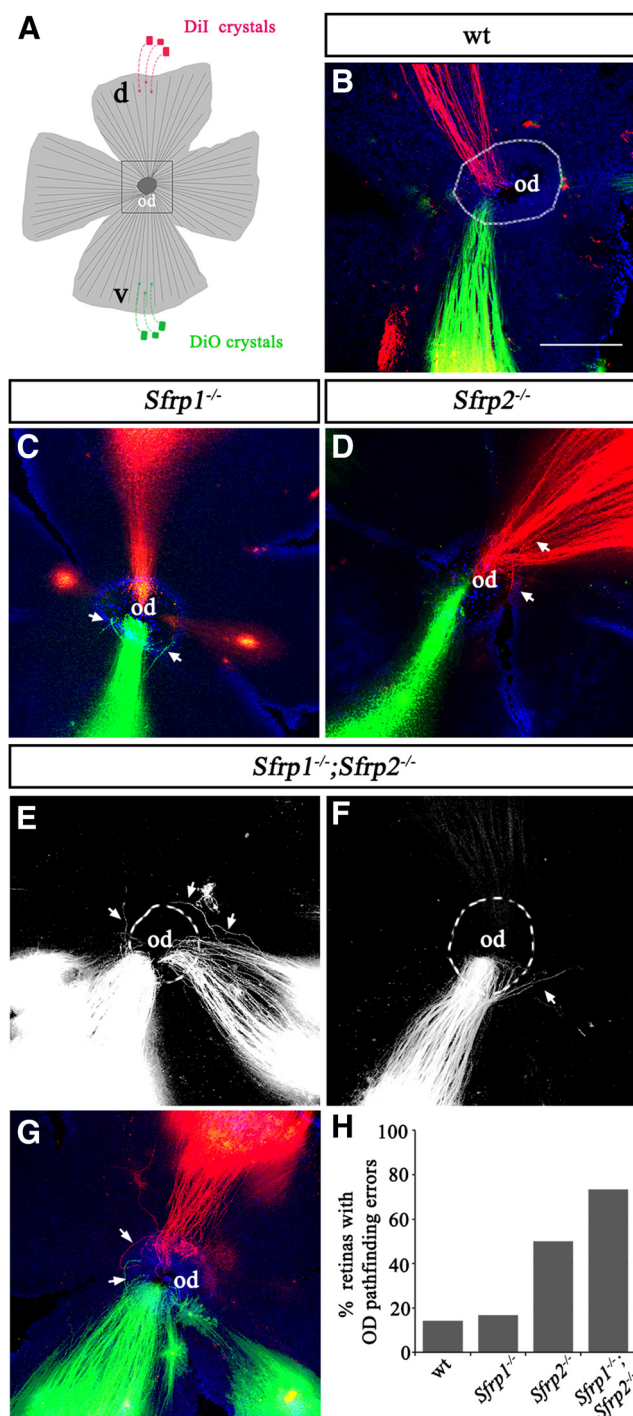 A
DiI crystals
d
od
v
DiO crystals
wt
B
od
Sfrp1-/-
Sfrp2-/-
C
od
D
od
Sfrp1-/-;Sfrp2-/-
E
od
F
od
G
od
H
% retinas with
OD pathfinding errors
100
80
60
40
20
0
wt
Sfrp1-/-
Sfrp2-/-
Sfrp1-/-;
Sfrp2-/-